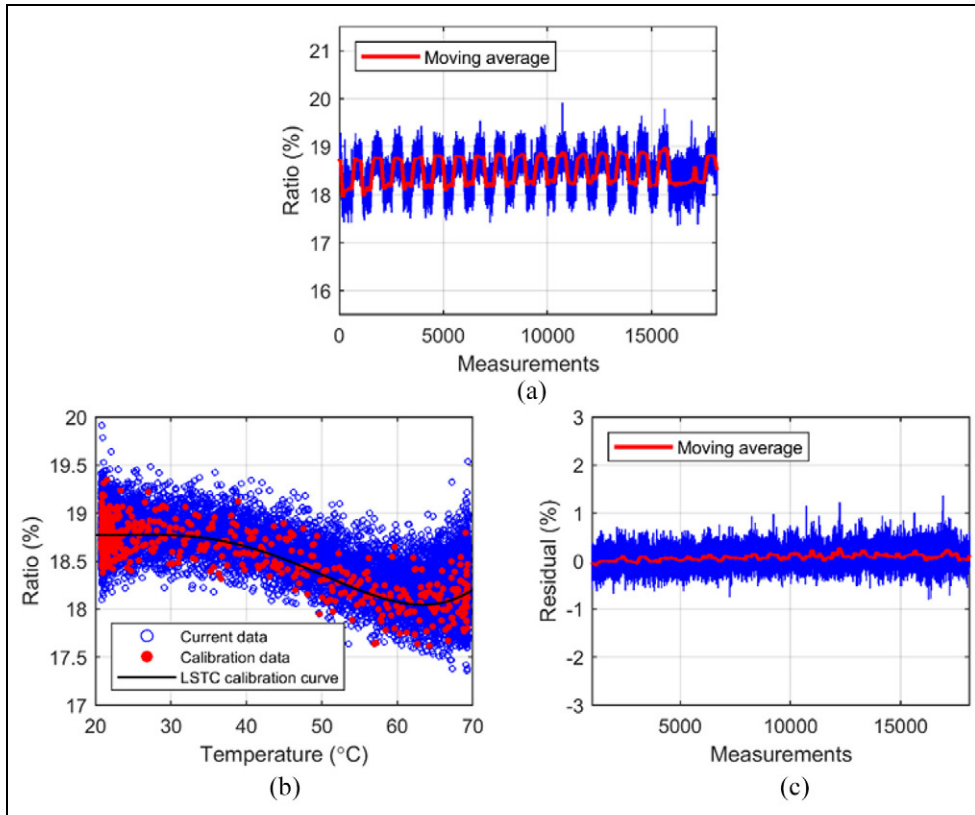 21
20
19
18
17
16
Ratio (%)
Moving average
0 5000 10000 15000
Measurements
(a)
20
19.5
19
18.5
18
17.5
17
Ratio (%)
Current data
Calibration data
LSTC calibration curve
20 30 40 50 60 70
Temperature (°C)
(b)
3
2
1
0
-1
-2
-3
Residual (%)
Moving average
5000 10000 15000
Measurements
(c)